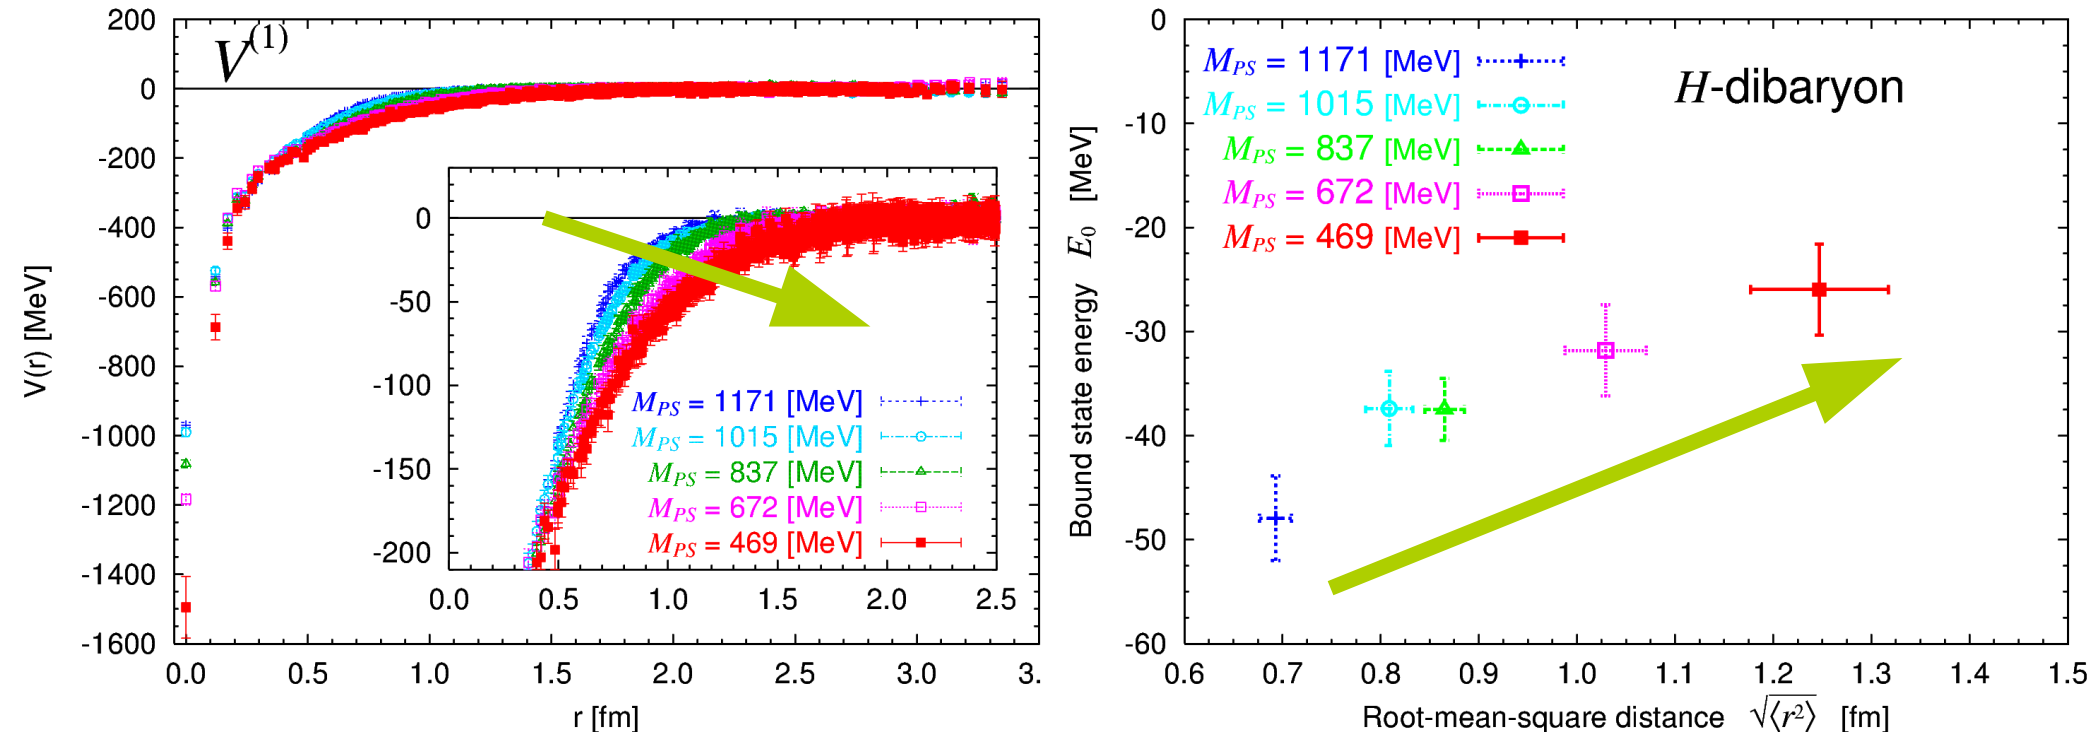 V(1)
200
0
-200
-400
-600
-800
-1000
-1200
-1400
-1600
V(r) [MeV]
0.0 0.5 1.0 1.5 2.0 2.5 3.0 3.
r [fm]
0
-50
-100
-150
-200
0.0 0.5 1.0 1.5 2.0 2.5
MPS = 1171 [MeV]
MPS = 1015 [MeV]
MPS = 837 [MeV]
MPS = 672 [MeV]
MPS = 469 [MeV]
0
-10
-20
-30
-40
-50
-60
Bound state energy E0 [MeV]
MPS = 1171 [MeV]
MPS = 1015 [MeV]
MPS = 837 [MeV]
MPS = 672 [MeV]
MPS = 469 [MeV]
H-dibaryon
0.6 0.7 0.8 0.9 1.0 1.1 1.2 1.3 1.4 1.5
Root-mean-square distance √⟨r²⟩ [fm]